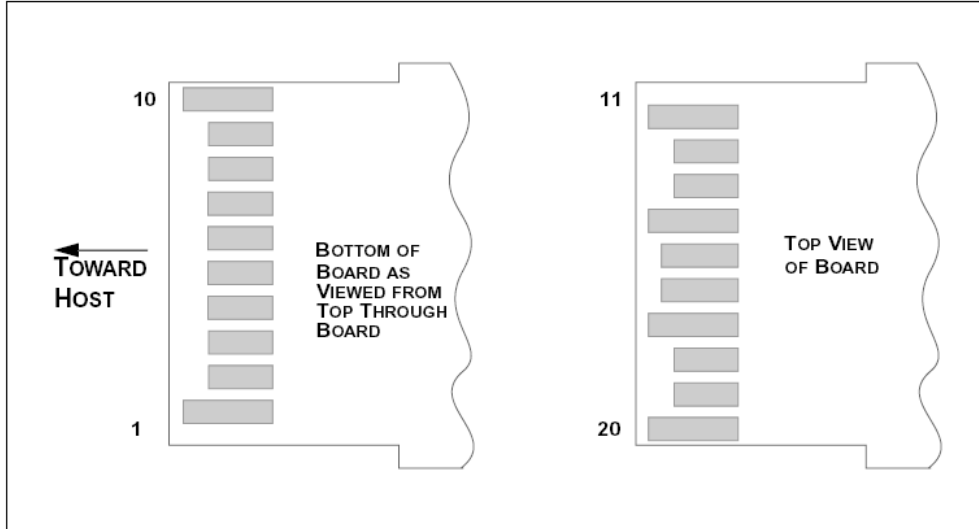 10
1
TOWARD
HOST
BOTTOM OF
BOARD AS
VIEWED FROM
TOP THROUGH
BOARD
11
20
TOP VIEW
OF BOARD